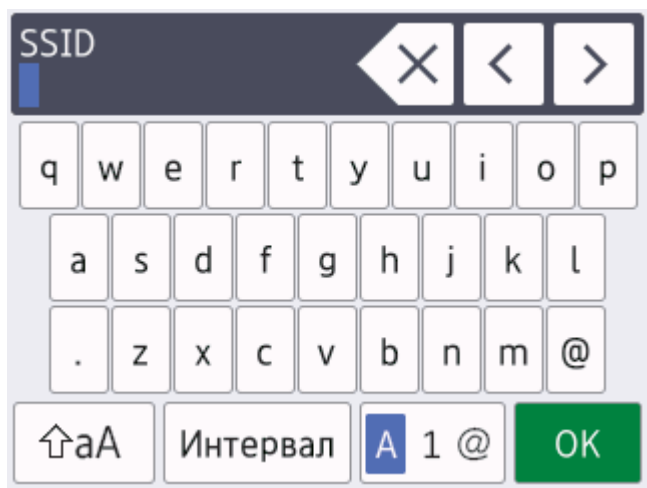 SSID
q w e r t y u i o p
a s d f g h j k l
. z x c v b n m @
aA Интервал A 1 @ OK